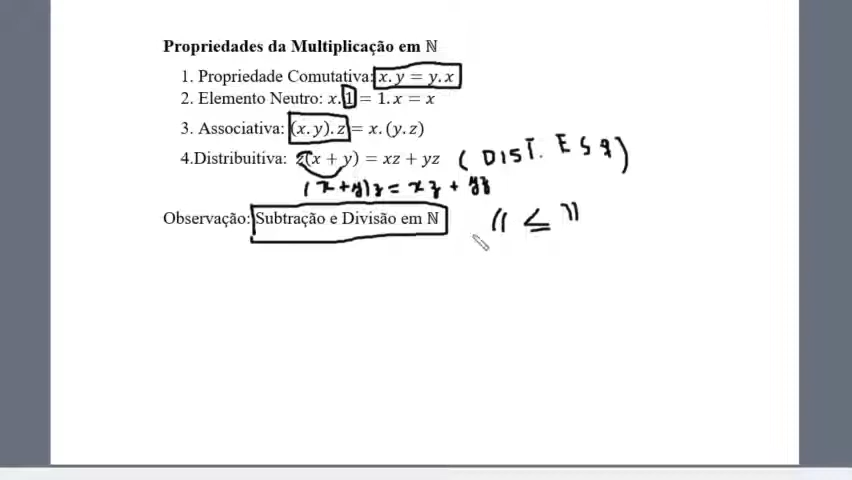 Propriedades da Multiplicação em ℕ
1. Propriedade Comutativa: x.y = y.x
2. Elemento Neutro: x.1 = 1.x = x
3. Associativa: (x.y).z = x.(y.z)
4.Distribuitiva: z(x + y) = xz + yz (DIST. ESQ)
(x+y)z = xz + yz
Observação: Subtração e Divisão em ℕ "≤"